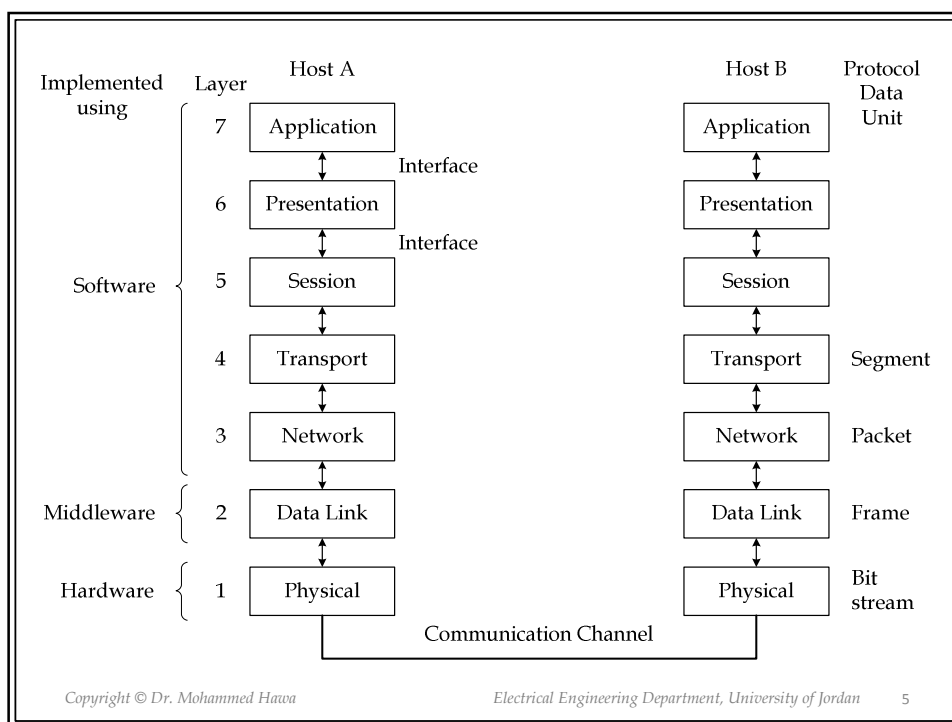 Implemented
using
Layer
Host A
Host B
Protocol
Data
Unit
7
Application
Application
Interface
6
Presentation
Presentation
Interface
Software
5
Session
Session
4
Transport
Transport
Segment
3
Network
Network
Packet
Middleware
2
Data Link
Data Link
Frame
Hardware
1
Physical
Physical
Bit
stream
Communication Channel
Copyright © Dr. Mohammed Hawa
Electrical Engineering Department, University of Jordan
5